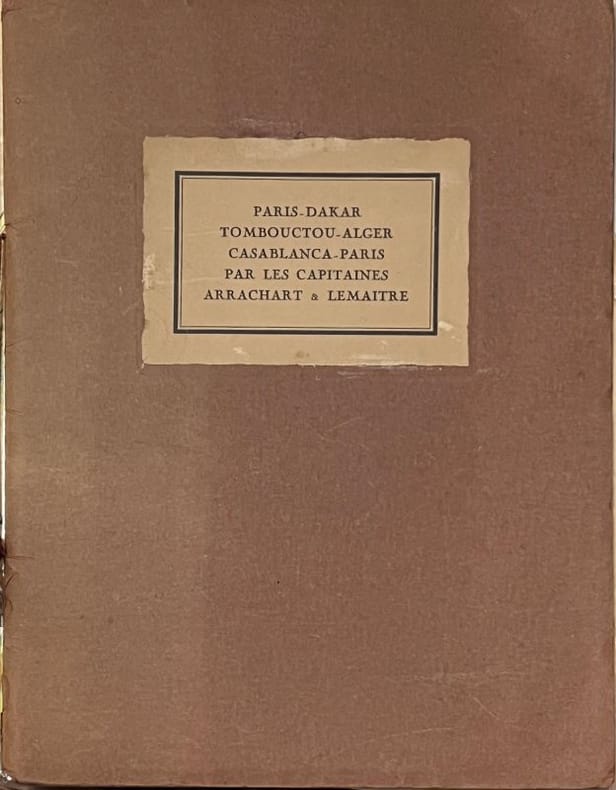 PARIS-DAKAR
TOMBOUCTOU-ALGER
CASABLANCA-PARIS
PAR LES CAPITAINES
ARRACHART & LEMAITRE